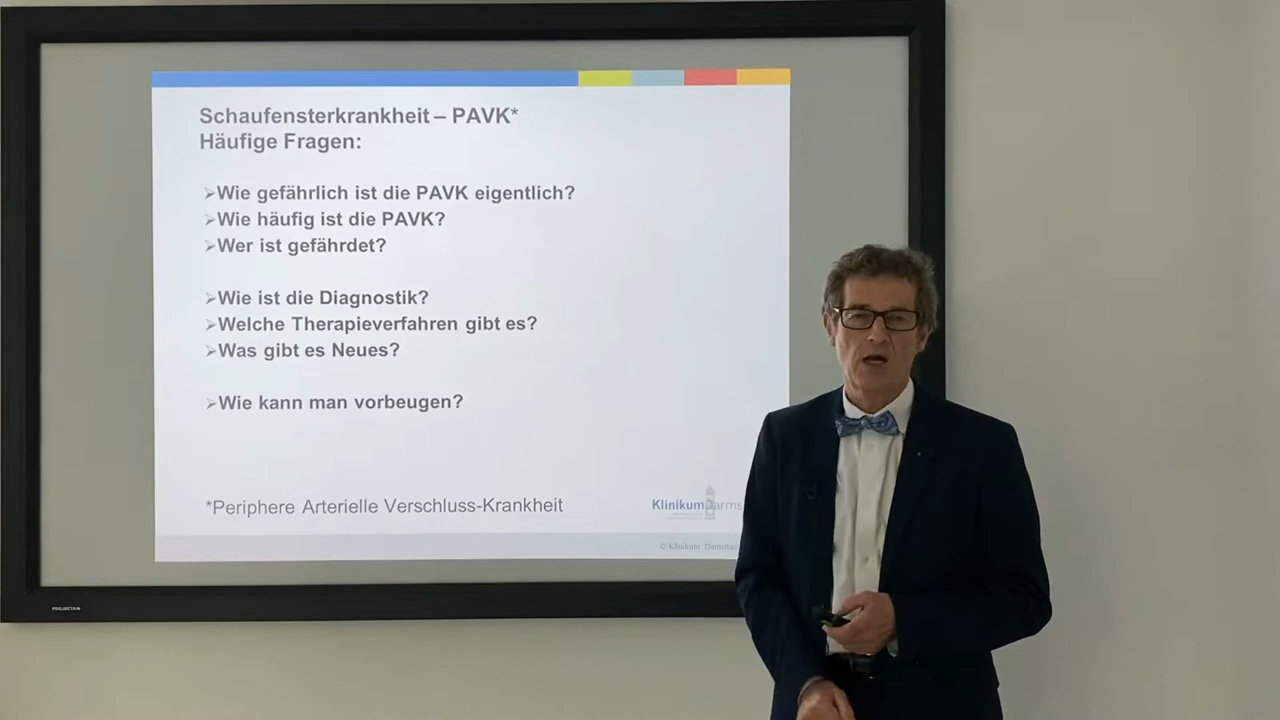 Schaufensterkrankheit – PAVK*
Häufige Fragen:
➢Wie gefährlich ist die PAVK eigentlich?
➢Wie häufig ist die PAVK?
➢Wer ist gefährdet?
➢Wie ist die Diagnostik?
➢Welche Therapieverfahren gibt es?
➢Was gibt es Neues?
➢Wie kann man vorbeugen?
*Periphere Arterielle Verschluss-Krankheit
Klinikum
© Klinikum
PROJECTA